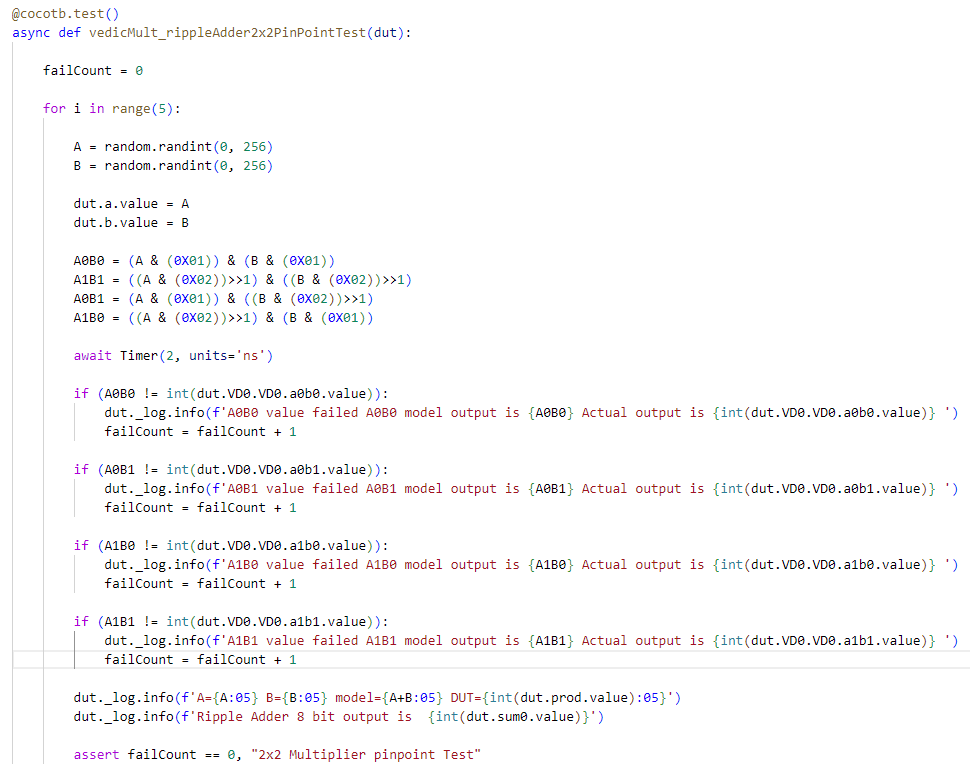 @cocotb.test()
async def vedicMult_rippleAdder2x2PinPointTest(dut):
failCount = 0
for i in range(5):
A = random.randint(0, 256)
B = random.randint(0, 256)
dut.a.value = A
dut.b.value = B
A0B0 = (A & (0X01)) & (B & (0X01))
A1B1 = ((A & (0X02))>>1) & ((B & (0X02))>>1)
A0B1 = (A & (0X01)) & ((B & (0X02))>>1)
A1B0 = ((A & (0X02))>>1) & (B & (0X01))
await Timer(2, units='ns')
if (A0B0 != int(dut.VD0.VD0.a0b0.value)):
dut._log.info(f'A0B0 value failed A0B0 model output is {A0B0} Actual output is {int(dut.VD0.VD0.a0b0.value)} ')
failCount = failCount + 1
if (A0B1 != int(dut.VD0.VD0.a0b1.value)):
dut._log.info(f'A0B1 value failed A0B1 model output is {A0B1} Actual output is {int(dut.VD0.VD0.a0b1.value)} ')
failCount = failCount + 1
if (A1B0 != int(dut.VD0.VD0.a1b0.value)):
dut._log.info(f'A1B0 value failed A1B0 model output is {A1B0} Actual output is {int(dut.VD0.VD0.a1b0.value)} ')
failCount = failCount + 1
if (A1B1 != int(dut.VD0.VD0.a1b1.value)):
dut._log.info(f'A1B1 value failed A1B1 model output is {A1B1} Actual output is {int(dut.VD0.VD0.a1b1.value)} ')
failCount = failCount + 1
dut._log.info(f'A={A:05} B={B:05} model={A+B:05} DUT={int(dut.prod.value):05}')
dut._log.info(f'Ripple Adder 8 bit output is  {int(dut.sum0.value)}')
assert failCount == 0, "2x2 Multiplier pinpoint Test"